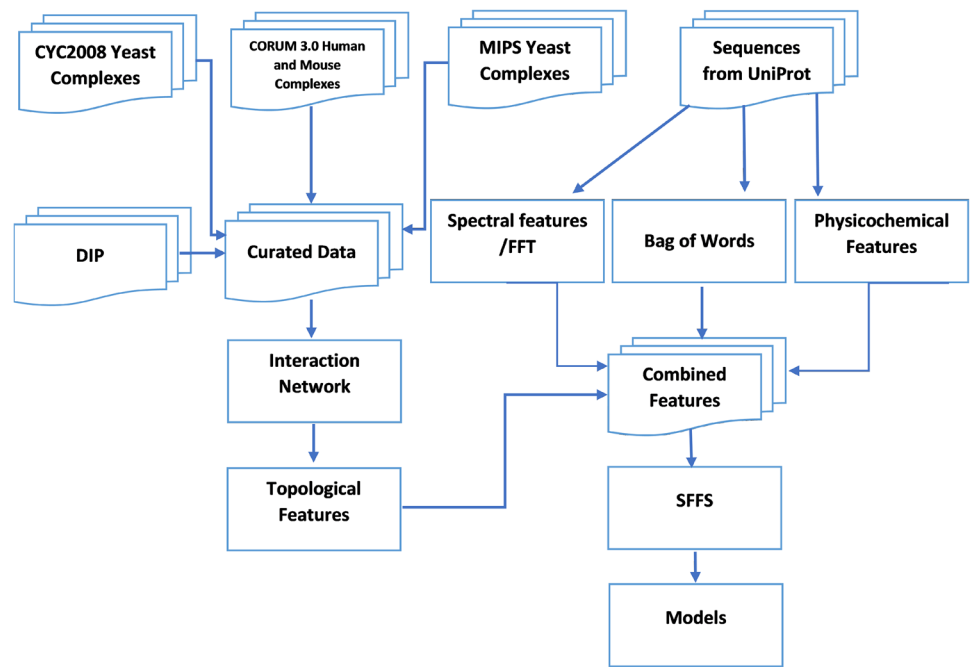 CYC2008 Yeast
Complexes
CORUM 3.0 Human
and Mouse
Complexes
MIPS Yeast
Complexes
Sequences
from UniProt
DIP
Curated Data
Spectral features
/FFT
Bag of Words
Physicochemical
Features
Interaction
Network
Combined
Features
Topological
Features
SFFS
Models